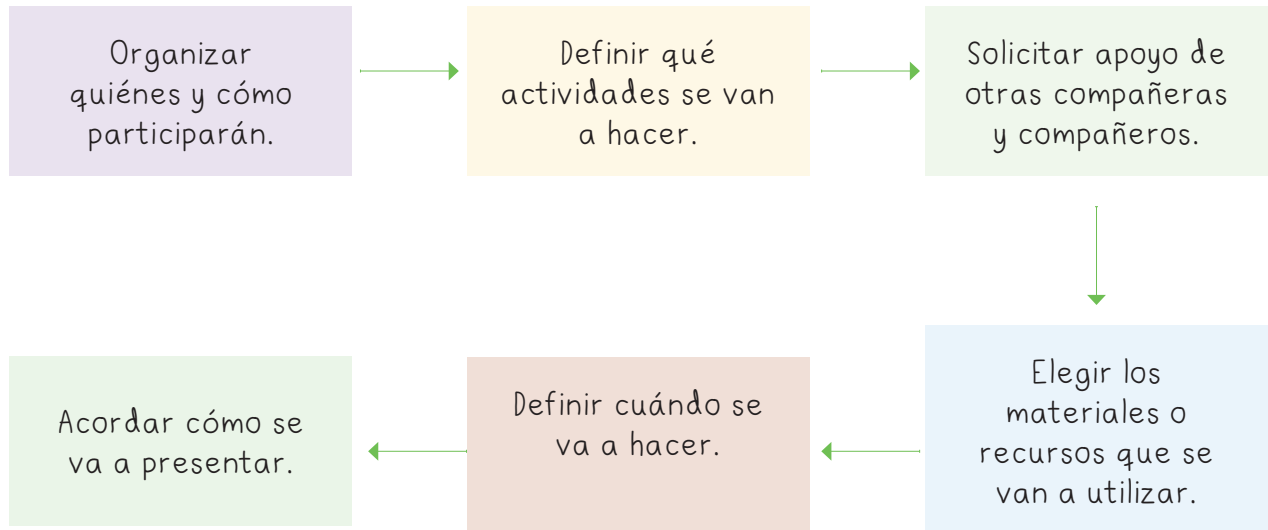 Organizar
quiénes y cómo
participarán.
Definir qué
actividades se van
a hacer.
Solicitar apoyo de
otras compañeras
y compañeros.
Elegir los
materiales o
recursos que se
van a utilizar.
Definir cuándo se
va a hacer.
Acordar cómo se
va a presentar.